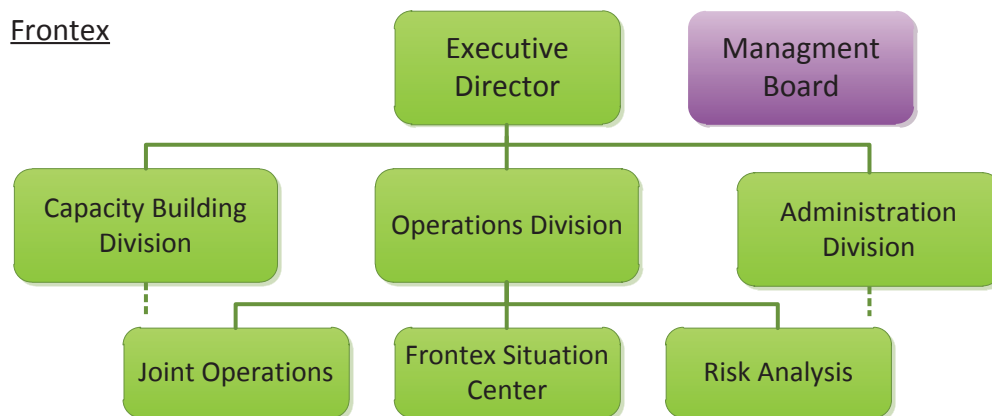 Frontex
Executive
Director
Managment
Board
Capacity Building
Division
Operations Division
Administration
Division
Joint Operations
Frontex Situation
Center
Risk Analysis